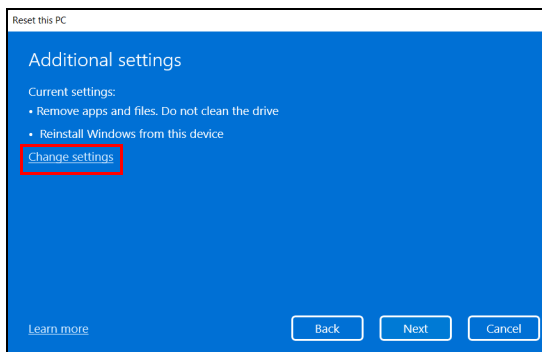 Reset this PC
Additional settings
Current settings:
• Remove apps and files. Do not clean the drive
• Reinstall Windows from this device
Change settings
Learn more
Back
Next
Cancel